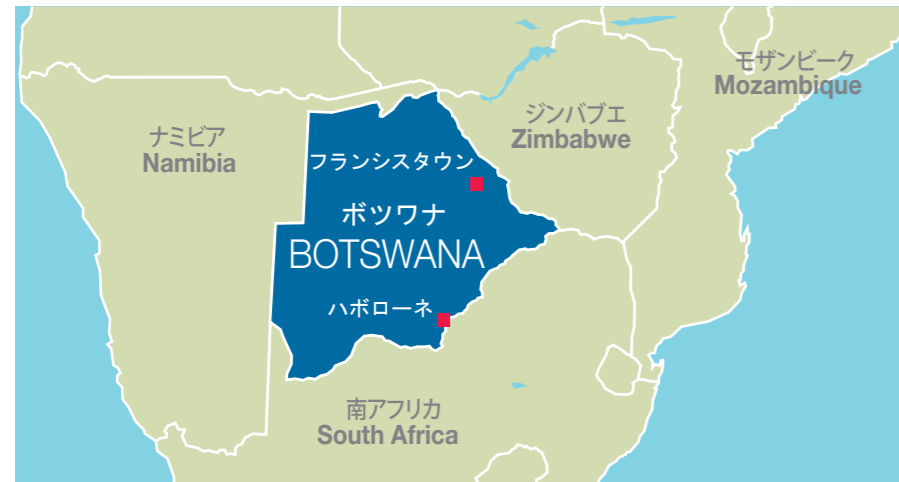 モザンビーク
Mozambique
ジンバブエ
Zimbabwe
ナミビア
Namibia
フランシスタウン
ボツワナ
BOTSWANA
ハボローネ
南アフリカ
South Africa